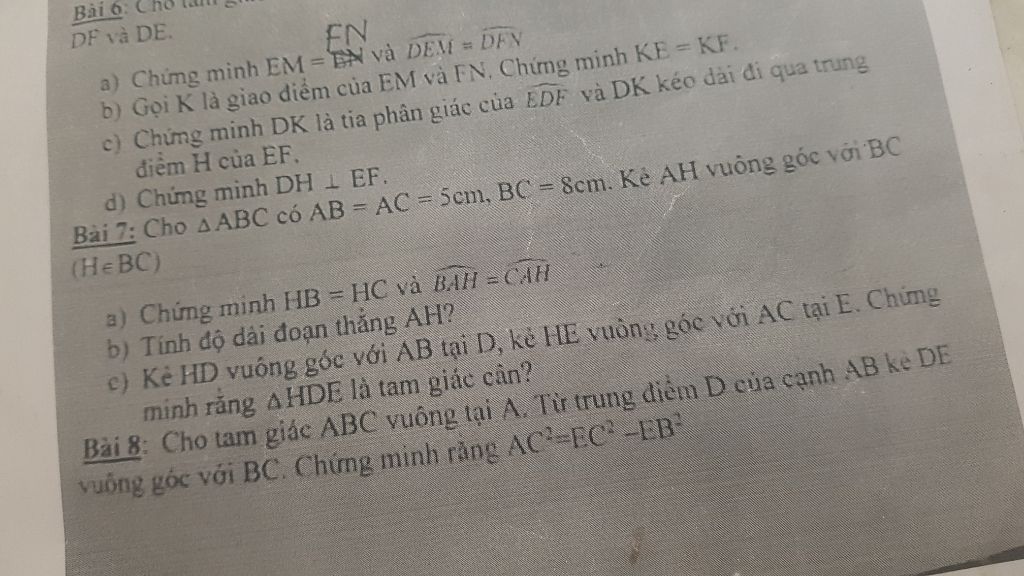 Bài 6: Cho tam
DF và DE.
FN
a) Chứng minh EM = EN và DEM = DFN
b) Gọi K là giao điểm của EM và FN. Chứng minh KE = KF.
c) Chứng minh DK là tia phân giác của EDF và DK kéo dài đi qua trung
điểm H của EF.
d) Chứng minh DH ⊥ EF.
Bài 7: Cho △ABC có AB = AC = 5cm, BC = 8cm. Kẻ AH vuông góc với BC
(H∈BC)
a) Chứng minh HB = HC và BAH = CAH
b) Tính độ dài đoạn thẳng AH?
c) Kẻ HD vuông góc với AB tại D, kẻ HE vuông góc với AC tại E. Chứng
minh rằng △HDE là tam giác cân?
Bài 8: Cho tam giác ABC vuông tại A. Từ trung điểm D của cạnh AB kẻ DE
vuông góc với BC. Chứng minh rằng AC²=EC² –EB²